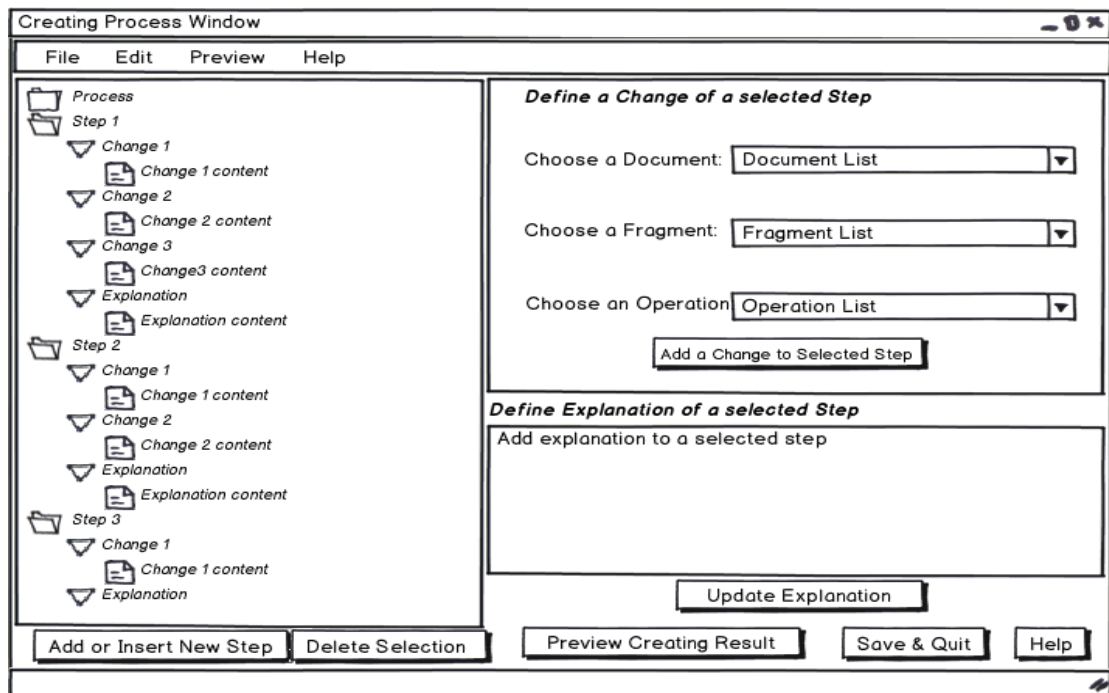 Creating Process Window
File Edit Preview Help
Process
Step 1
Change 1
Change 1 content
Change 2
Change 2 content
Change 3
Change3 content
Explanation
Explanation content
Step 2
Change 1
Change 1 content
Change 2
Change 2 content
Explanation
Explanation content
Step 3
Change 1
Change 1 content
Explanation
Add or Insert New Step
Delete Selection
Define a Change of a selected Step
Choose a Document: Document List
Choose a Fragment: Fragment List
Choose an Operation Operation List
Add a Change to Selected Step
Define Explanation of a selected Step
Add explanation to a selected step
Update Explanation
Preview Creating Result
Save & Quit
Help